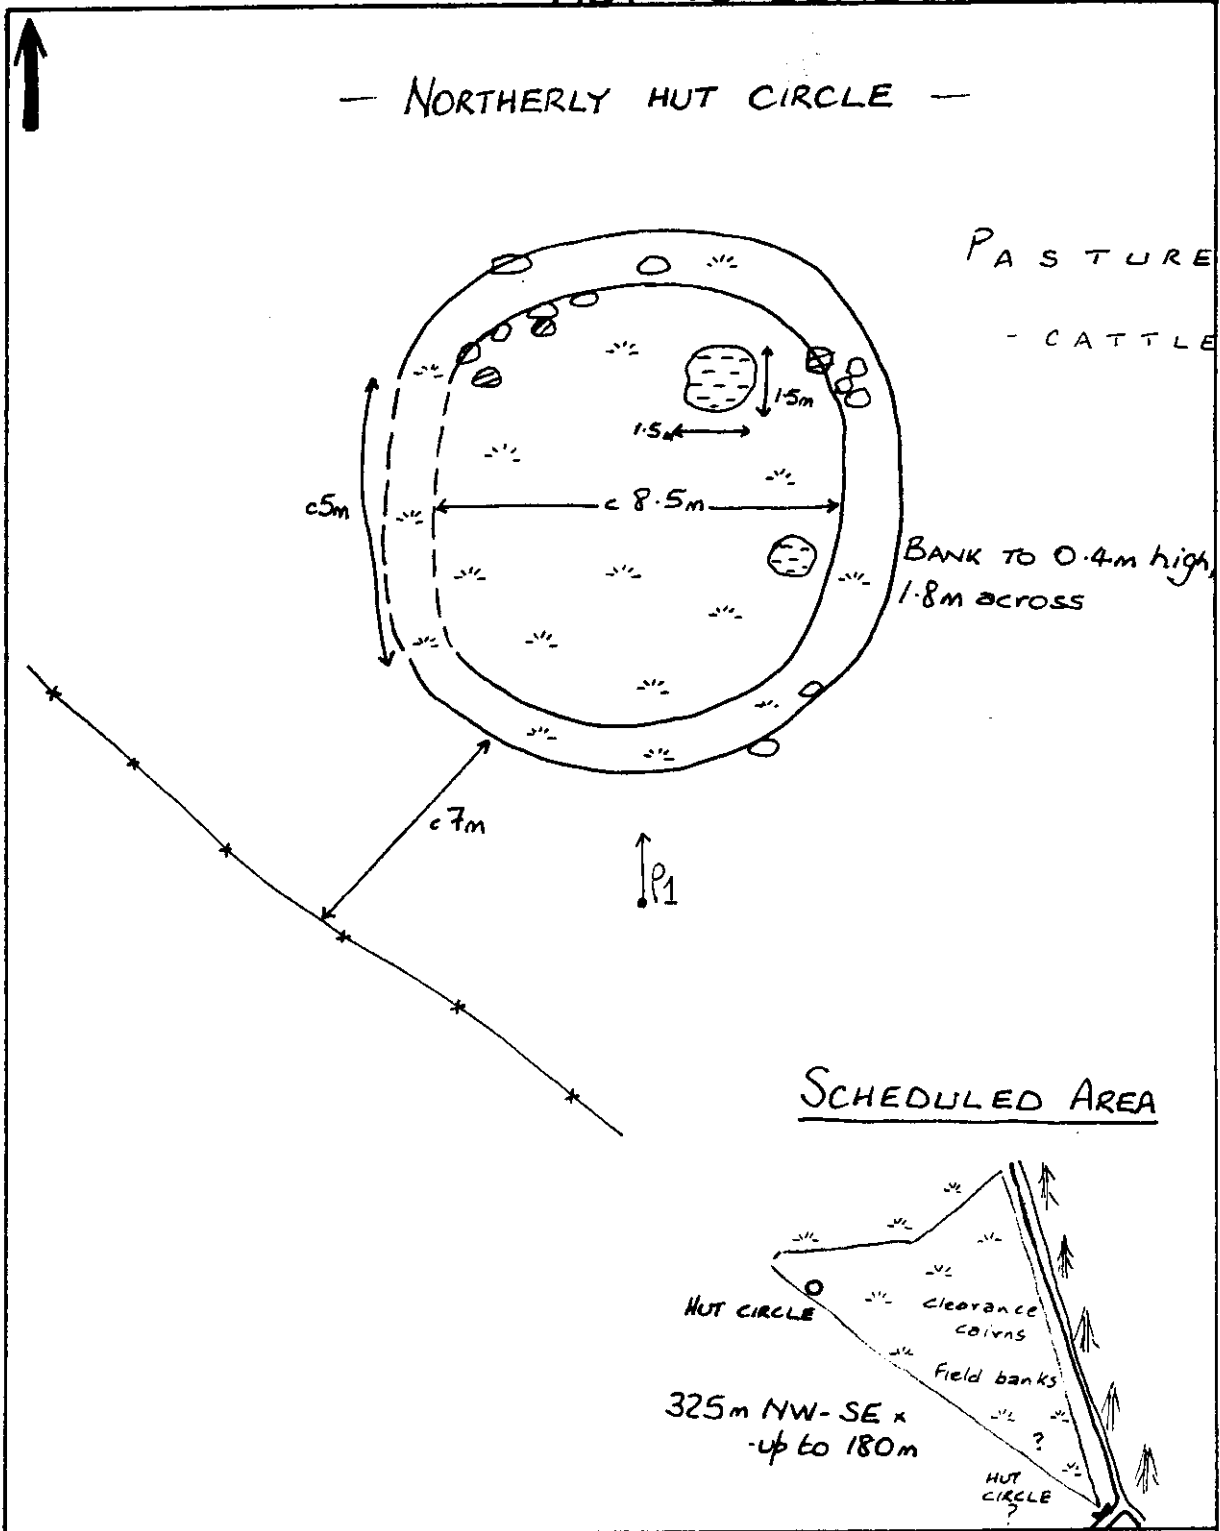 — NORTHERLY HUT CIRCLE —
PASTURE
- CATTLE
1.5m
1.5m
c5m
c 8.5m
BANK TO 0.4m high,
1.8m across
c7m
P1
SCHEDULED AREA
HUT CIRCLE
clearance
cairns
Field banks
325m NW-SE x
-up to 180m
?
HUT
CIRCLE
?